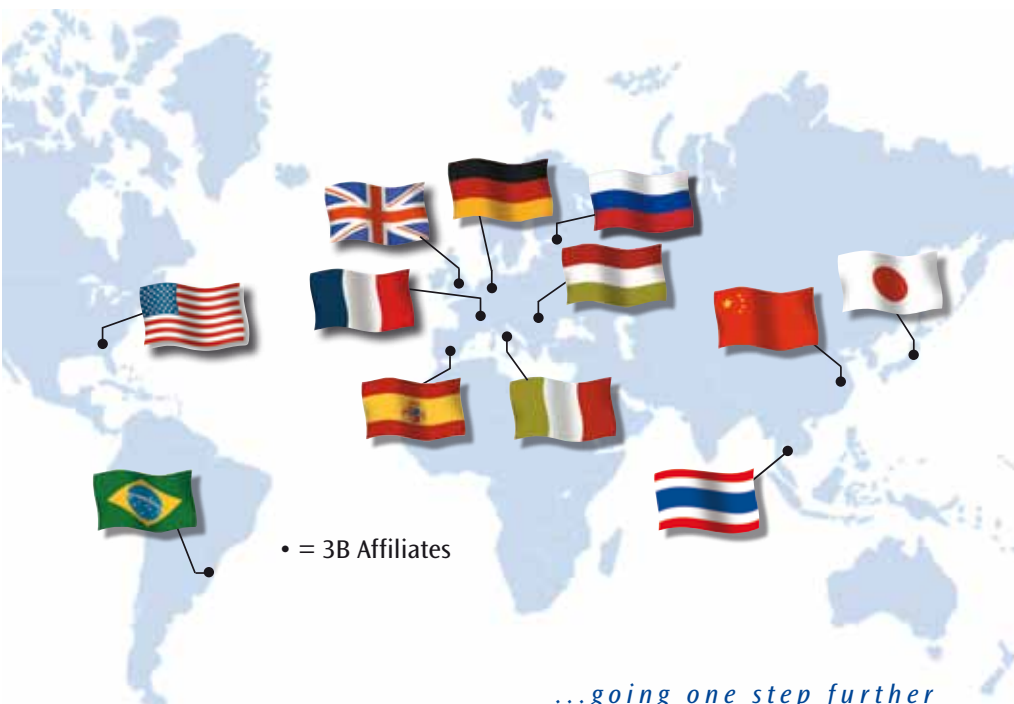 • = 3B Affiliates
...going one step further